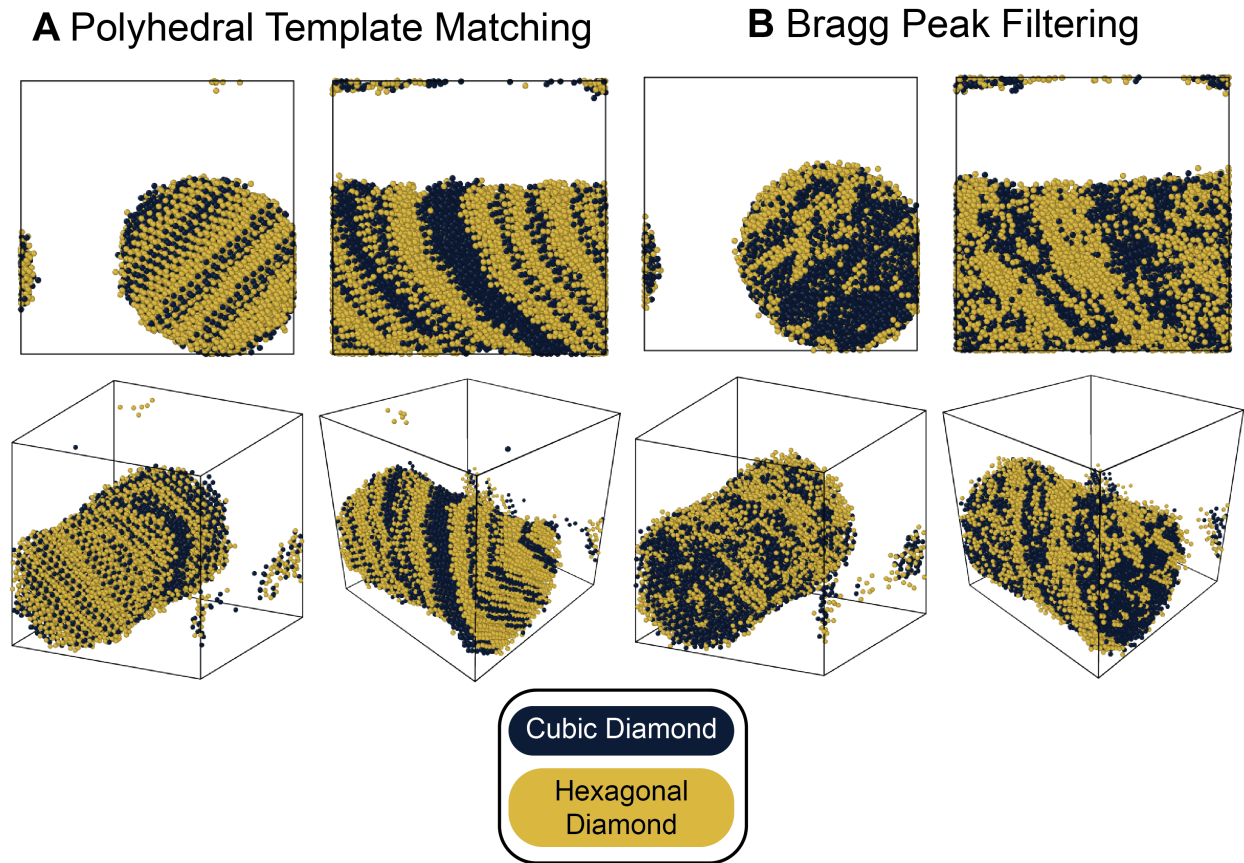 A Polyhedral Template Matching
B Bragg Peak Filtering
Cubic Diamond
Hexagonal
Diamond